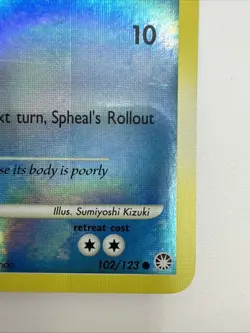 10
xt turn, Spheal's Rollout
se its body is poorly
Illus. Sumiyoshi Kizuki
retreat cost
102/123